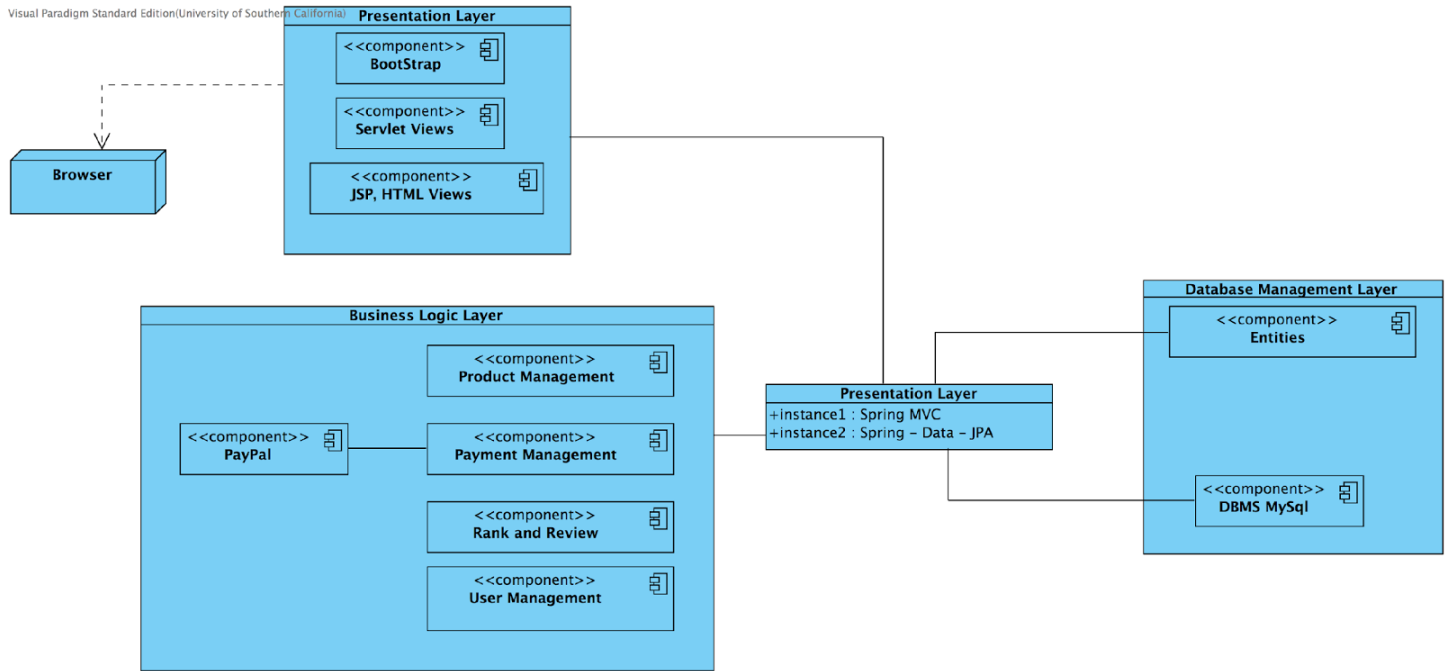 Visual Paradigm Standard Edition(University of Southern California)
Presentation Layer
<<component>>
BootStrap
<<component>>
Servlet Views
<<component>>
JSP, HTML Views
Browser
Business Logic Layer
<<component>>
Product Management
<<component>>
PayPal
<<component>>
Payment Management
<<component>>
Rank and Review
<<component>>
User Management
Presentation Layer
+instance1 : Spring MVC
+instance2 : Spring - Data - JPA
Database Management Layer
<<component>>
Entities
<<component>>
DBMS MySql